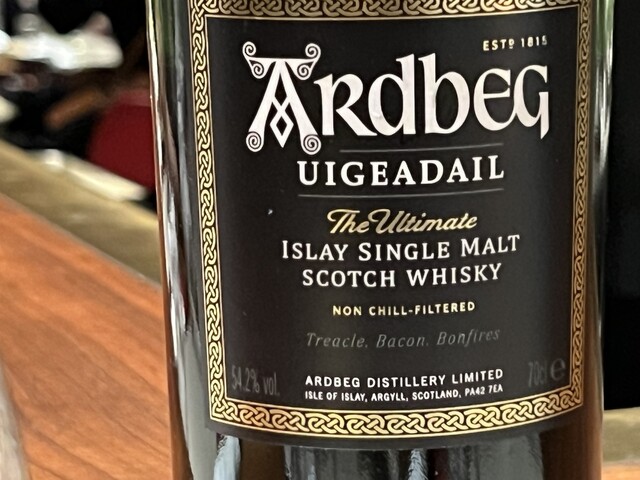 ESTD 1815
ARDBEG
UIGEADAIL
The Ultimate
ISLAY SINGLE MALT
SCOTCH WHISKY
NON CHILL-FILTERED
Treacle. Bacon. Bonfires
54.2% vol. ARDBEG DISTILLERY LIMITED 70cl e
ISLE OF ISLAY, ARGYLL, SCOTLAND, PA42 7EA